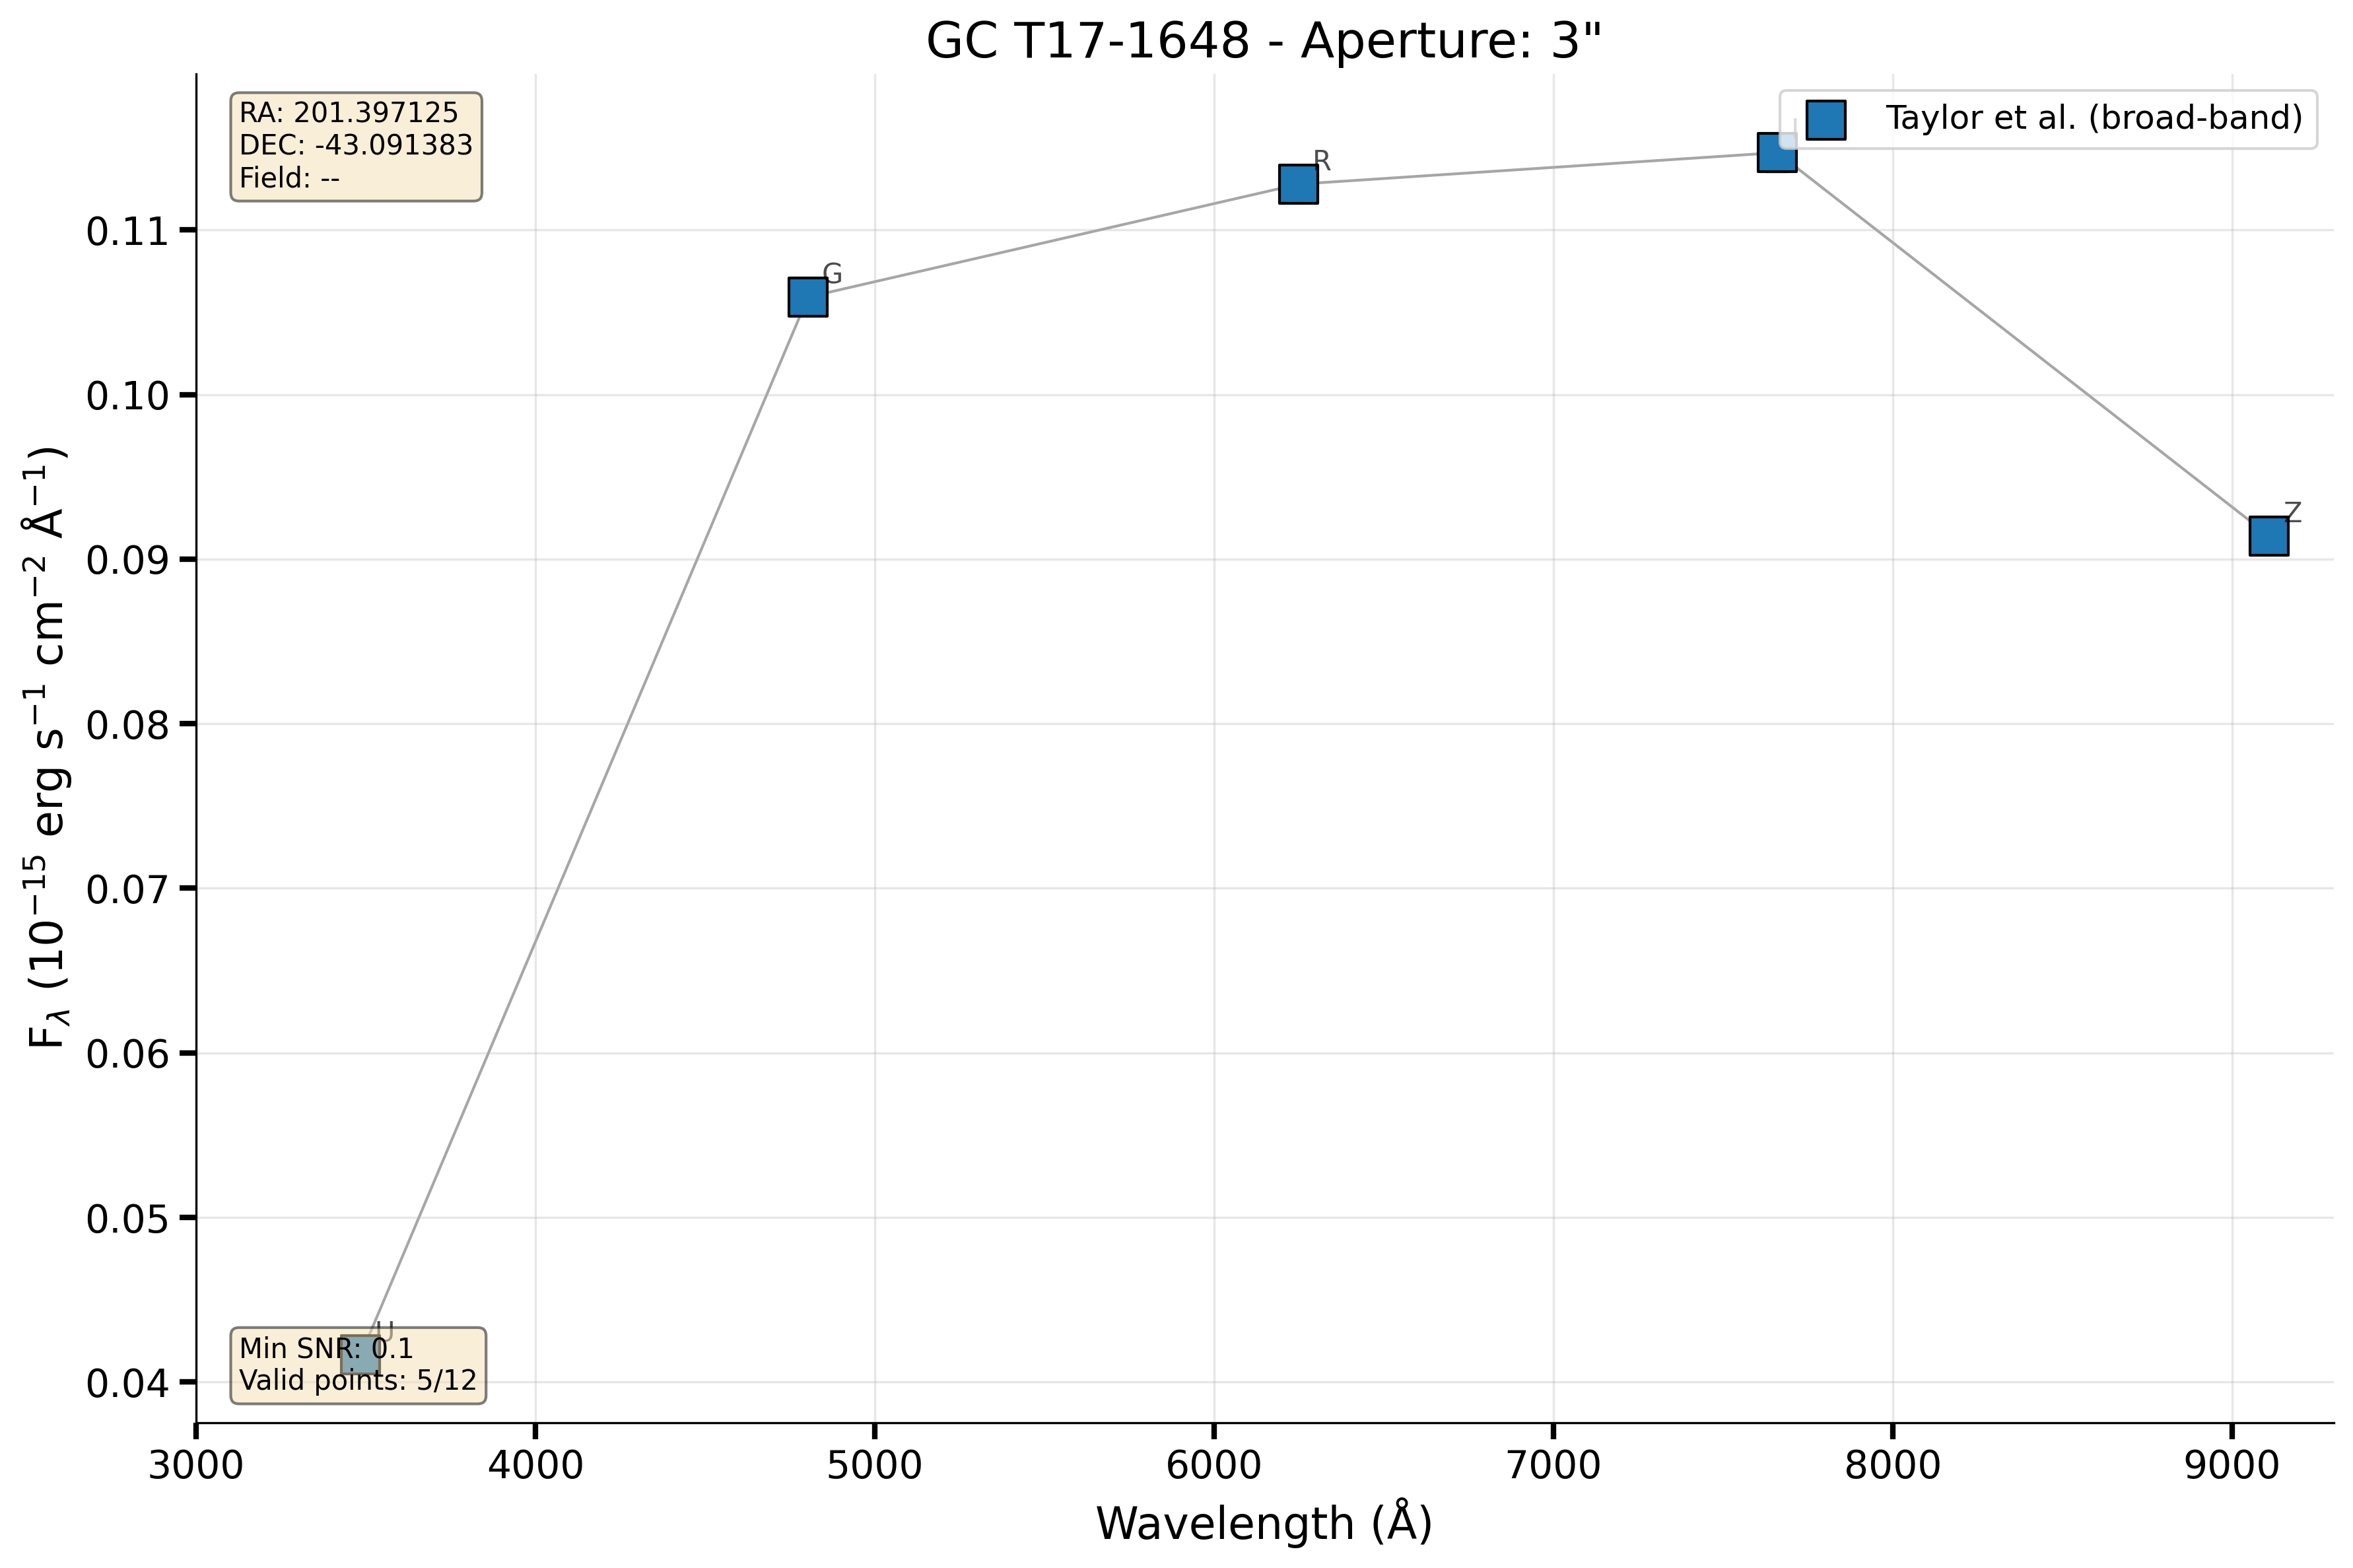 GC T17-1648 - Aperture: 3"
RA: 201.397125
DEC: -43.091383
Field: --
Taylor et al. (broad-band)
I
R
G
Z
U
Min SNR: 0.1
Valid points: 5/12
0.11
0.10
0.09
0.08
0.07
0.06
0.05
0.04
F_λ (10⁻¹⁵ erg s⁻¹ cm⁻² Å⁻¹)
3000 4000 5000 6000 7000 8000 9000
Wavelength (Å)